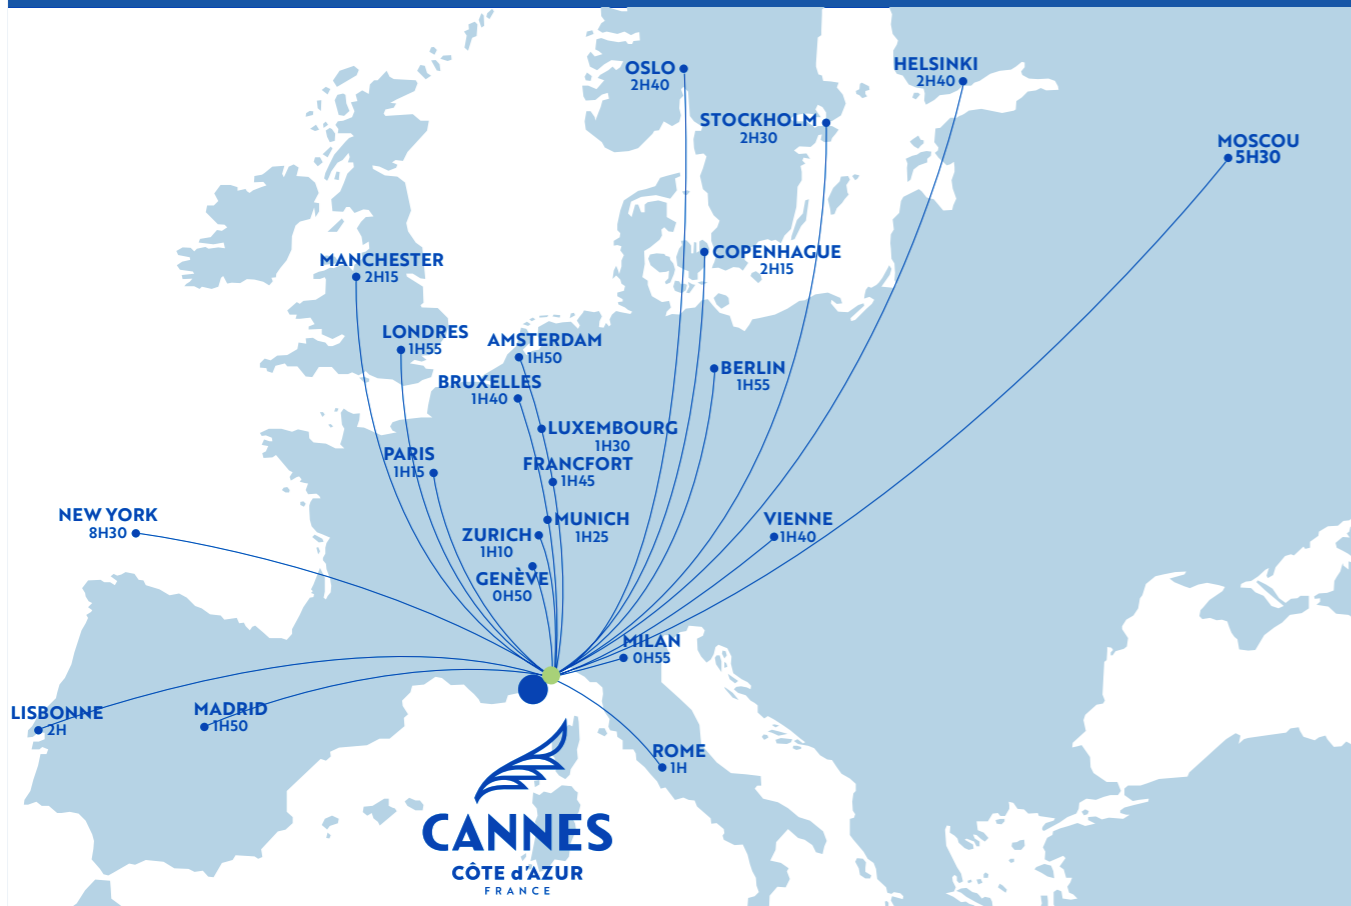 OSLO
2H40
HELSINKI
2H40
STOCKHOLM
2H30
MOSCOU
5H30
COPENHAGUE
2H15
MANCHESTER
2H15
LONDRES
1H55
AMSTERDAM
1H50
BRUXELLES
1H40
BERLIN
1H55
LUXEMBOURG
1H30
PARIS
1H15
FRANCFORT
1H45
NEW YORK
8H30
MUNICH
1H25
ZURICH
1H10
VIENNE
1H40
GENÈVE
0H50
MILAN
0H55
LISBONNE
2H
MADRID
1H50
ROME
1H
CANNES
CÔTE d'AZUR
FRANCE